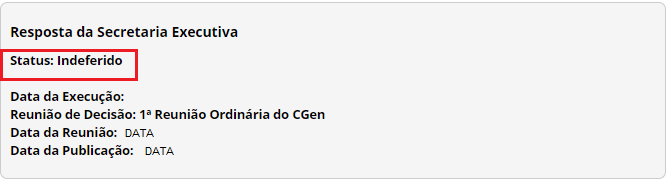 Resposta da Secretaria Executiva
Status: Indeferido
Data da Execução:
Reunião de Decisão: 1ª Reunião Ordinária do CGen
Data da Reunião: DATA
Data da Publicação: DATA